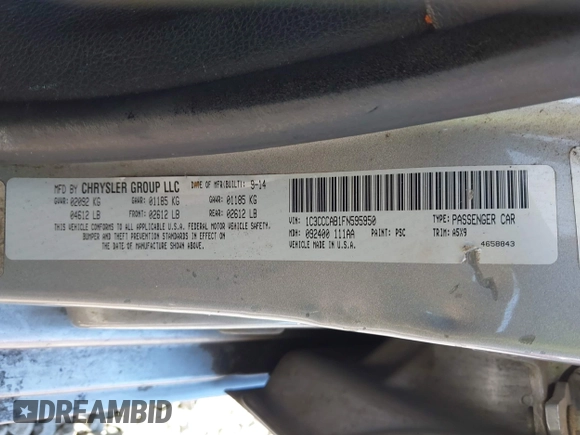 MFD BY CHRYSLER GROUP LLC DATE OF MFR(BUILT): 9-14
GVWR: 02092 KG GAWR: 01185 KG GAWR: 01185 KG
04612 LB FRONT: 02612 LB REAR: 02612 LB
THIS VEHICLE CONFORMS TO ALL APPLICABLE U.S.A. FEDERAL MOTOR VEHICLE SAFETY,
BUMPER AND THEFT PREVENTION STANDARDS IN EFFECT ON
THE DATE OF MANUFACTURE SHOWN ABOVE.
VIN: 1C3CCCAB1FN595950 TYPE: PASSENGER CAR
MDH: 092400 111AA PAINT: PSC TRIM: A5X9
VEHICLE MADE IN U.S.A. 4658843
DREAMBID